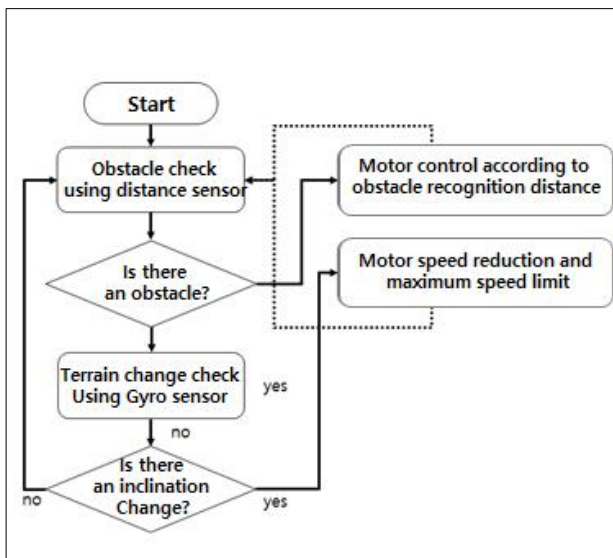 Start
Obstacle check
using distance sensor
Motor control according to
obstacle recognition distance
Is there
an obstacle?
Motor speed reduction and
maximum speed limit
Terrain change check
Using Gyro sensor
yes
no
Is there
an inclination
Change?
no
yes